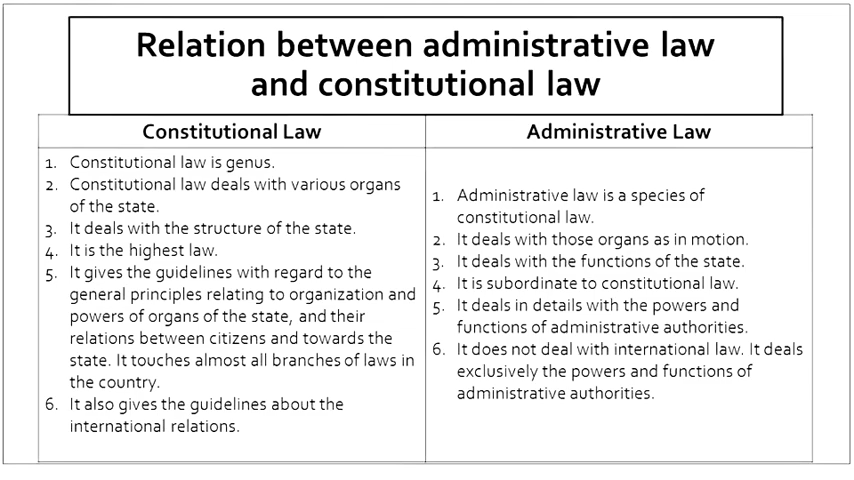 Relation between administrative law
and constitutional law
Constitutional Law
1. Constitutional law is genus.
2. Constitutional law deals with various organs
of the state.
3. It deals with the structure of the state.
4. It is the highest law.
5. It gives the guidelines with regard to the
general principles relating to organization and
powers of organs of the state, and their
relations between citizens and towards the
state. It touches almost all branches of laws in
the country.
6. It also gives the guidelines about the
international relations.
Administrative Law
1. Administrative law is a species of
constitutional law.
2. It deals with those organs as in motion.
3. It deals with the functions of the state.
4. It is subordinate to constitutional law.
5. It deals in details with the powers and
functions of administrative authorities.
6. It does not deal with international law. It deals
exclusively the powers and functions of
administrative authorities.